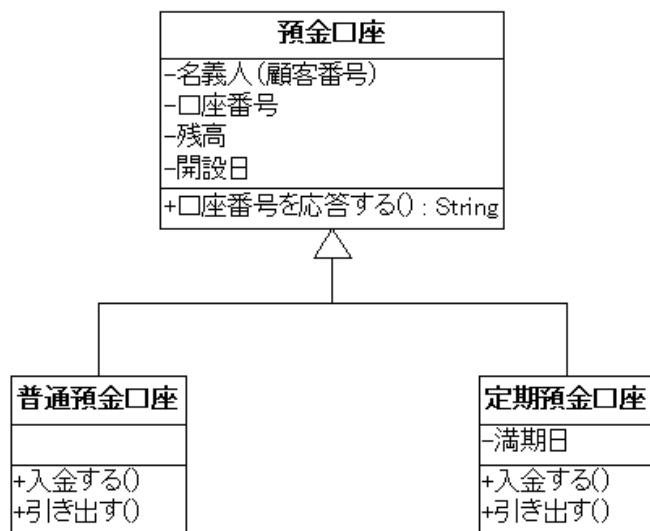 預金口座
-名義人(顧客番号)
-口座番号
-残高
-開設日
+口座番号を応答する() : String
普通預金口座
+入金する()
+引き出す()
定期預金口座
-満期日
+入金する()
+引き出す()